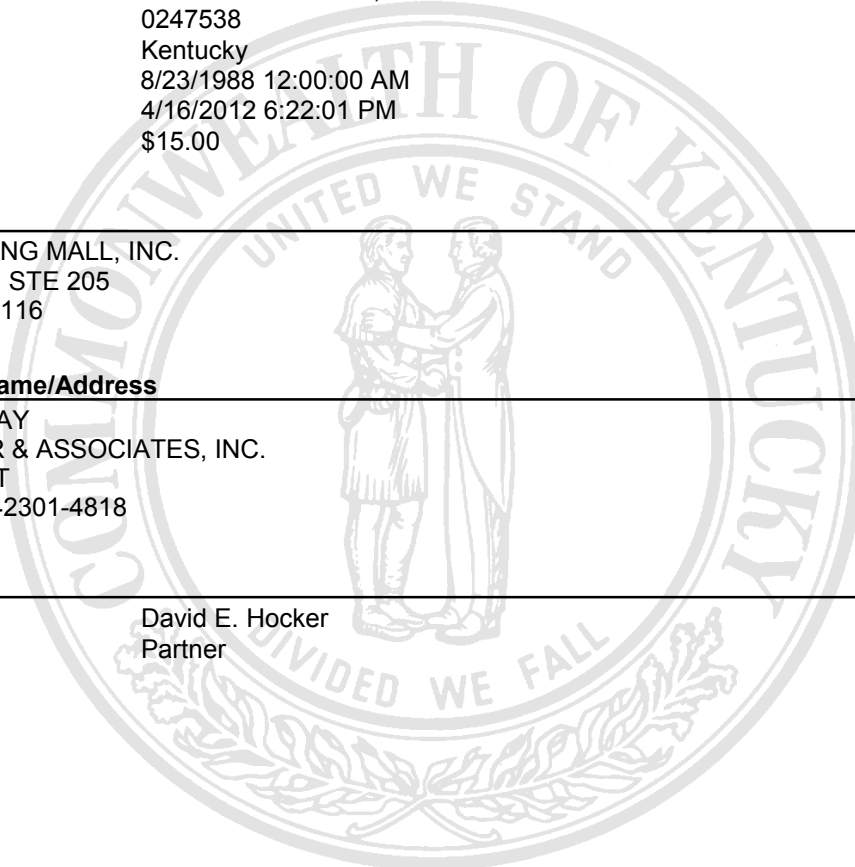 0247538
Kentucky
8/23/1988 12:00:00 AM
4/16/2012 6:22:01 PM
$15.00
COMMONWEALTH OF KENTUCKY
UNITED WE STAND
NG MALL, INC.
STE 205
116
ame/Address
AY
R & ASSOCIATES, INC.
T
-2301-4818
David E. Hocker
Partner
DIVIDED WE FALL